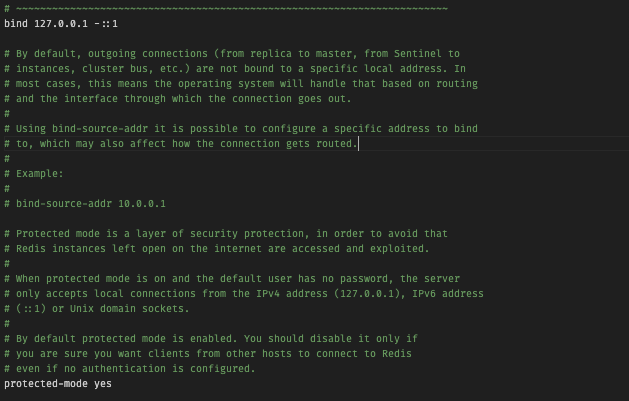 # ~~~~~~~~~~~~~~~~~~~~~~~~~~~~~~~~~~~~~~~~~~~~~~~~~~~~~~~~~~~~~~~~~~~~~~~~
bind 127.0.0.1 -::1
# By default, outgoing connections (from replica to master, from Sentinel to
# instances, cluster bus, etc.) are not bound to a specific local address. In
# most cases, this means the operating system will handle that based on routing
# and the interface through which the connection goes out.
#
# Using bind-source-addr it is possible to configure a specific address to bind
# to, which may also affect how the connection gets routed.
#
# Example:
#
# bind-source-addr 10.0.0.1
# Protected mode is a layer of security protection, in order to avoid that
# Redis instances left open on the internet are accessed and exploited.
#
# When protected mode is on and the default user has no password, the server
# only accepts local connections from the IPv4 address (127.0.0.1), IPv6 address
# (::1) or Unix domain sockets.
#
# By default protected mode is enabled. You should disable it only if
# you are sure you want clients from other hosts to connect to Redis
# even if no authentication is configured.
protected-mode yes